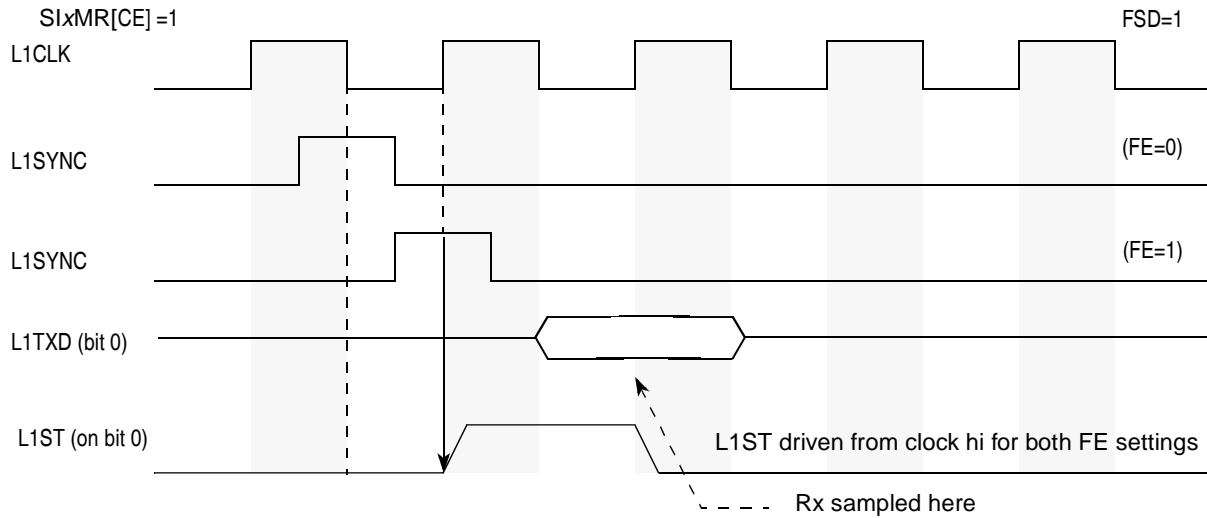 SIxMR[CE] =1
FSD=1
L1CLK
L1SYNC
(FE=0)
L1SYNC
(FE=1)
L1TXD (bit 0)
L1ST (on bit 0)
L1ST driven from clock hi for both FE settings
Rx sampled here